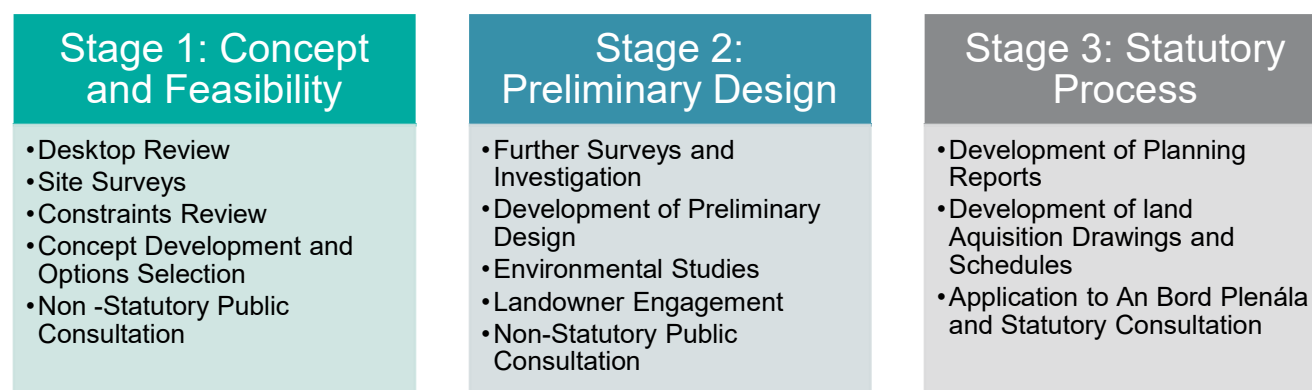 Stage 1: Concept
and Feasibility
•Desktop Review
•Site Surveys
•Constraints Review
•Concept Development and
Options Selection
•Non -Statutory Public
Consultation
Stage 2:
Preliminary Design
•Further Surveys and
Investigation
•Development of Preliminary
Design
•Environmental Studies
•Landowner Engagement
•Non-Statutory Public
Consultation
Stage 3: Statutory
Process
•Development of Planning
Reports
•Development of land
Aquisition Drawings and
Schedules
•Application to An Bord Plenála
and Statutory Consultation